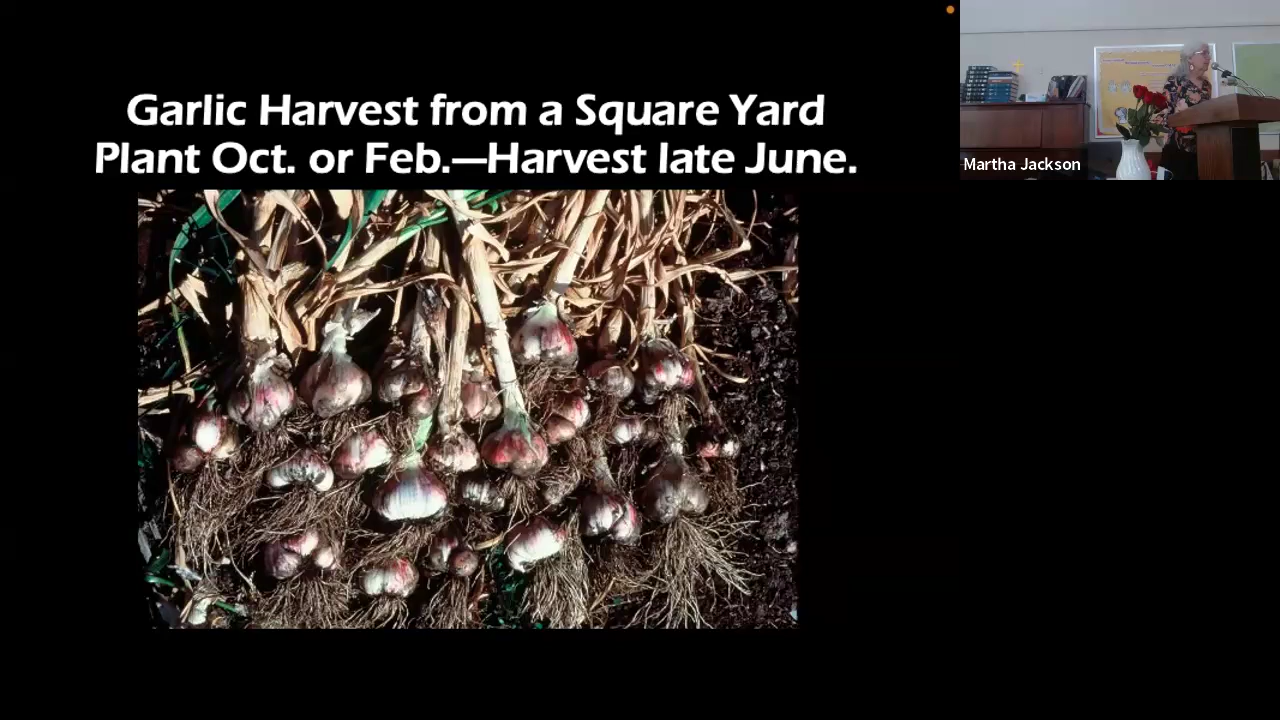 Garlic Harvest from a Square Yard
Plant Oct. or Feb.—Harvest late June.
Martha Jackson